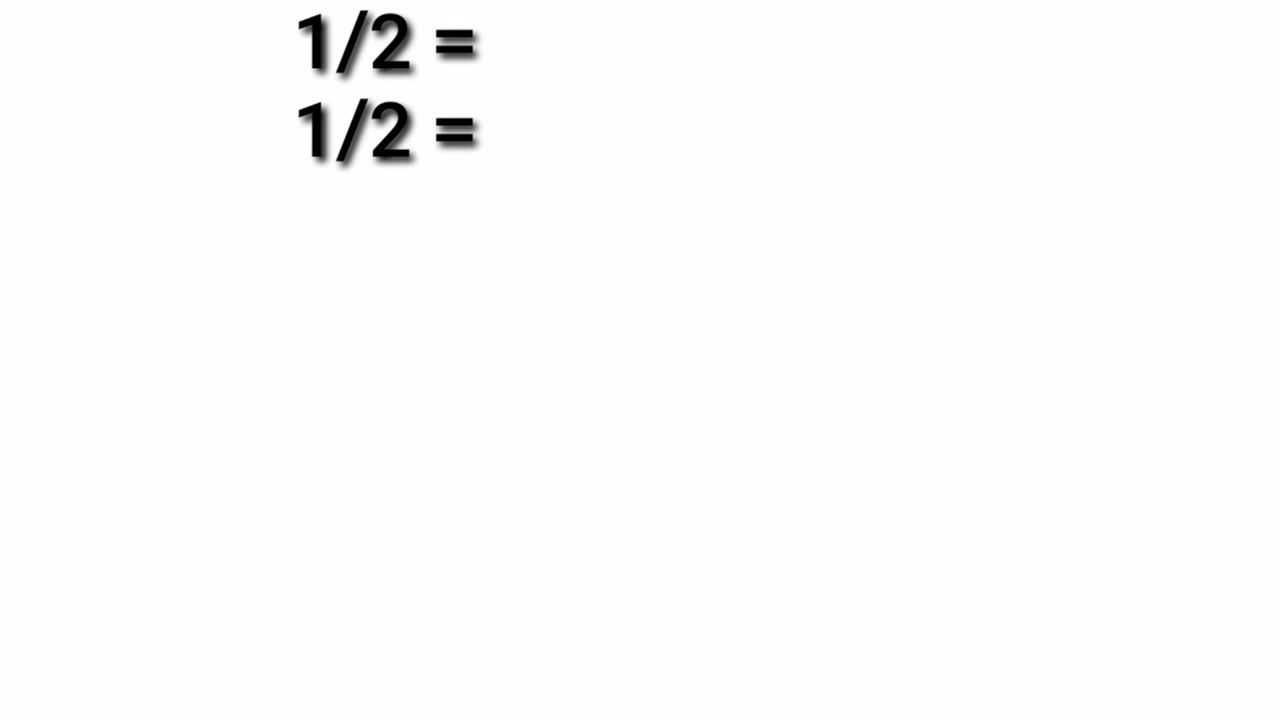 1/2 =
1/2 =